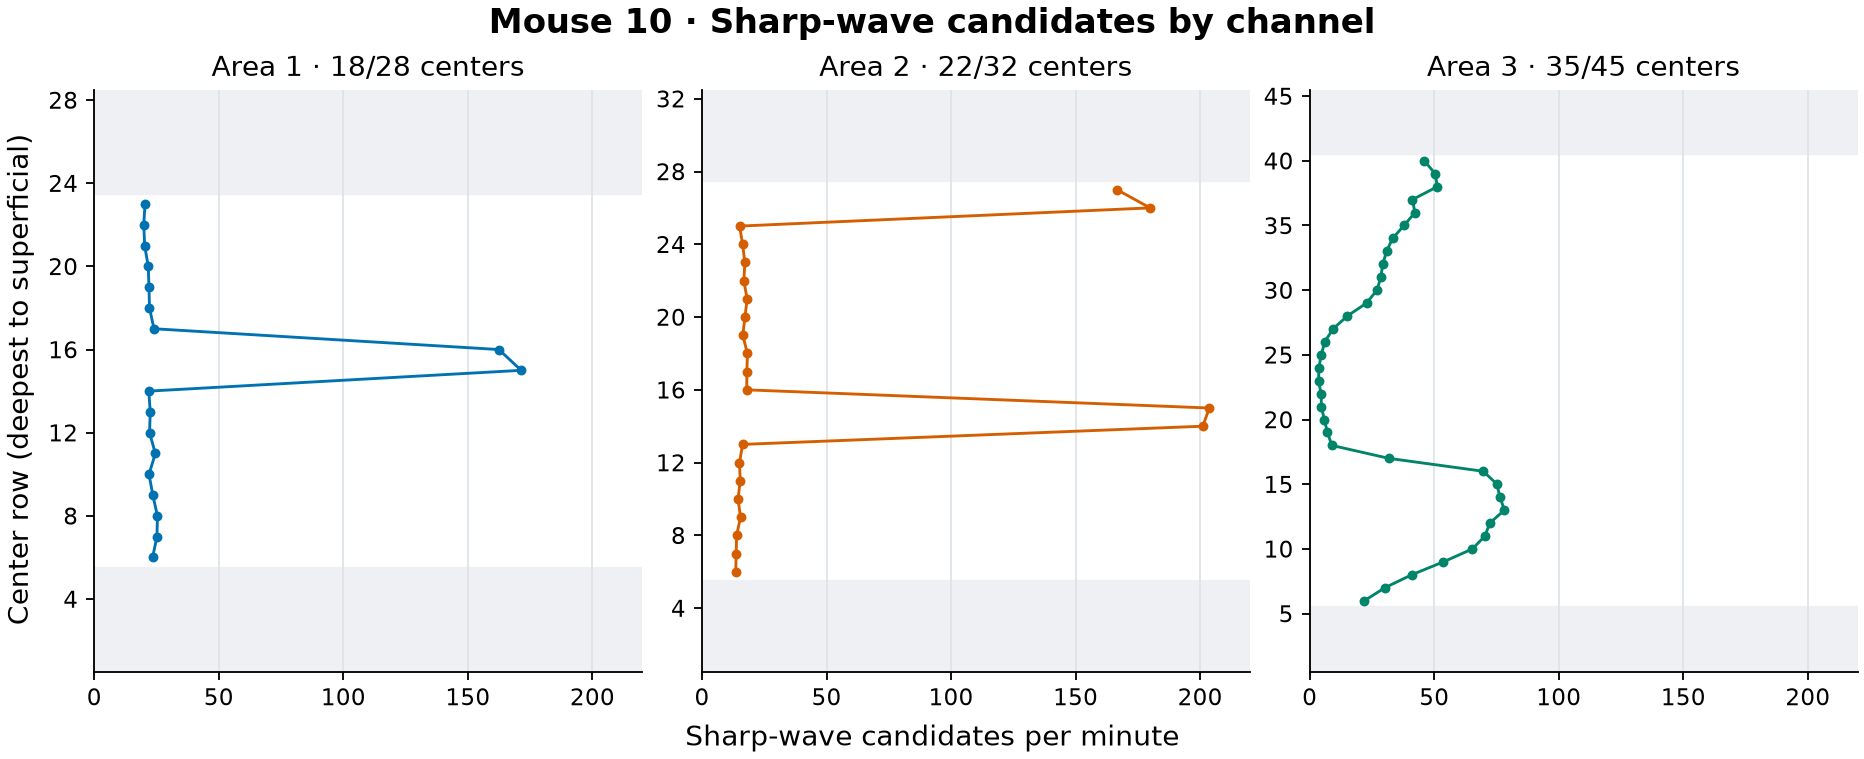 Mouse 10 · Sharp-wave candidates by channel
Area 1 · 18/28 centers
Area 2 · 22/32 centers
Area 3 · 35/45 centers
Center row (deepest to superficial)
28
24
20
16
12
8
4
0 50 100 150 200
32
28
24
20
16
12
8
4
0 50 100 150 200
45
40
35
30
25
20
15
10
5
0 50 100 150 200
Sharp-wave candidates per minute